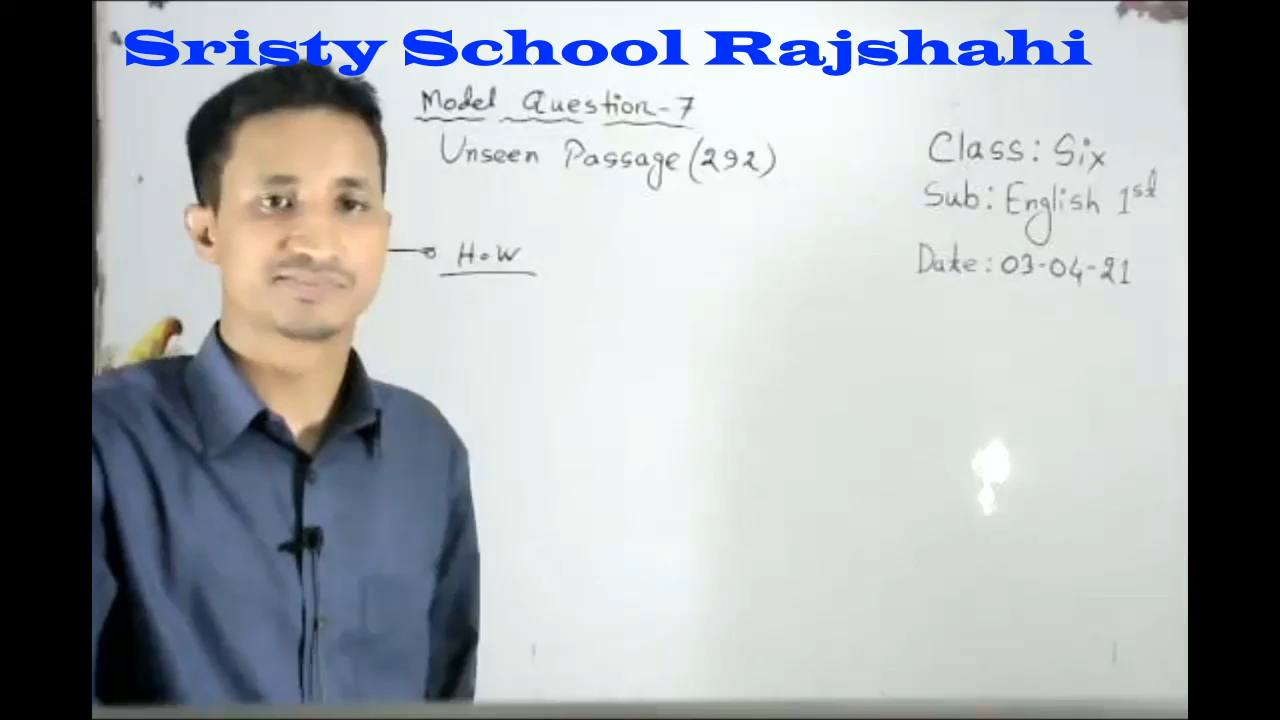 Sristy School Rajshahi
Model Question-7
Unseen Passage (292)
H.W
Class: Six
Sub: English 1st
Date: 03-04-21